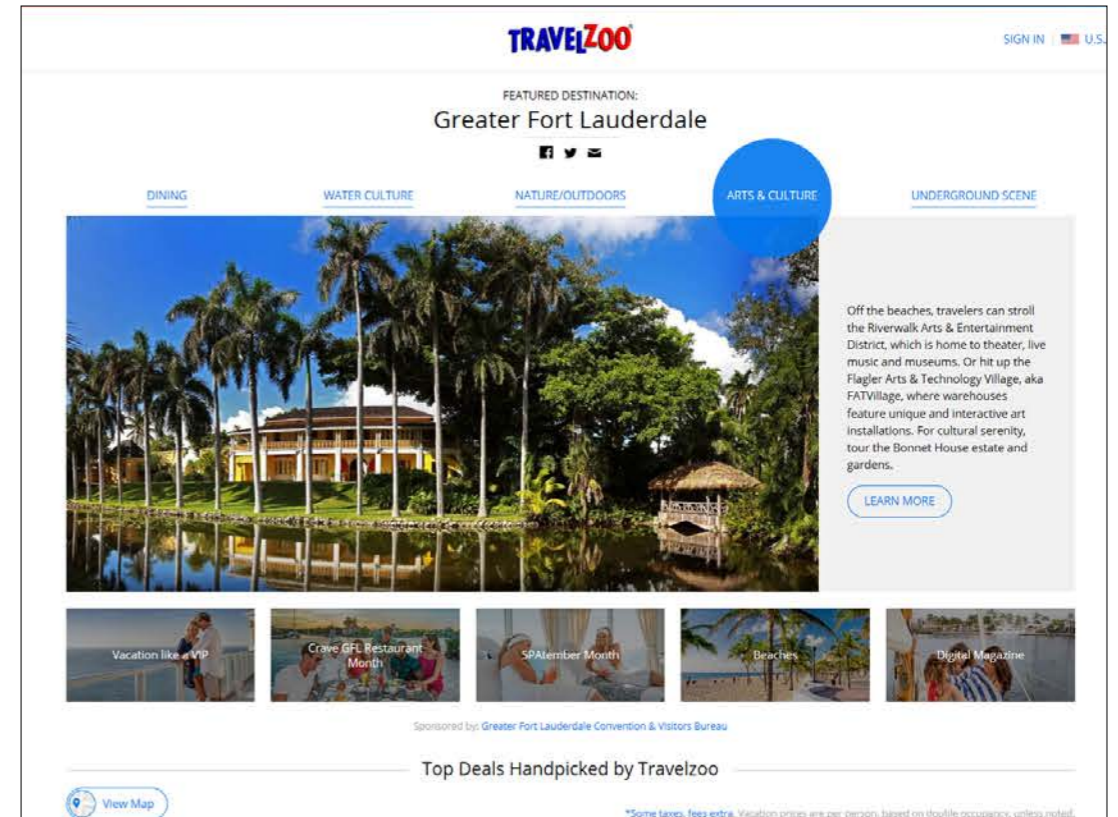 TRAVELZOO
SIGN IN | U.S.
FEATURED DESTINATION:
Greater Fort Lauderdale
DINING
WATER CULTURE
NATURE/OUTDOORS
ARTS & CULTURE
UNDERGROUND SCENE
Off the beaches, travelers can stroll
the Riverwalk Arts & Entertainment
District, which is home to theater, live
music and museums. Or hit up the
Flagler Arts & Technology Village, aka
FATVillage, where warehouses
feature unique and interactive art
installations. For cultural serenity,
tour the Bonnet House estate and
gardens.
LEARN MORE
Vacation like a VIP
Crave GFL Restaurant
Month
SPAtember Month
Beaches
Digital Magazine
Sponsored by: Greater Fort Lauderdale Convention & Visitors Bureau
Top Deals Handpicked by Travelzoo
View Map
*Some taxes, fees extra. Vacation prices are per person, based on double occupancy, unless noted.